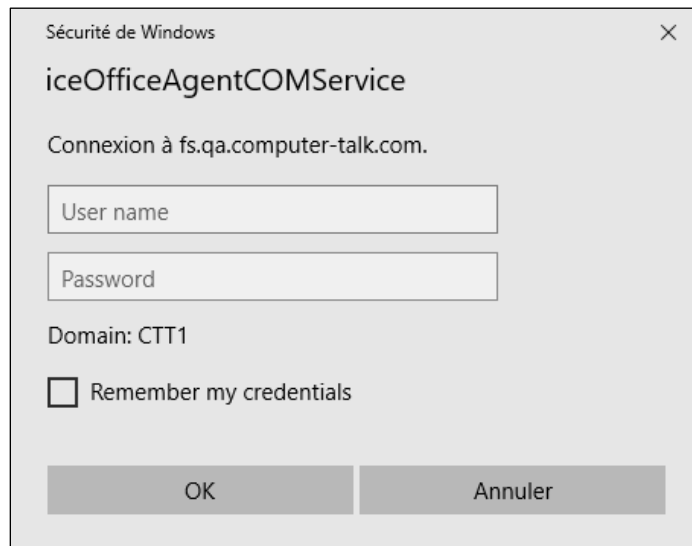 Sécurité de Windows
iceOfficeAgentCOMService
Connexion à fs.qa.computer-talk.com.
User name
Password
Domain: CTT1
Remember my credentials
OK
Annuler